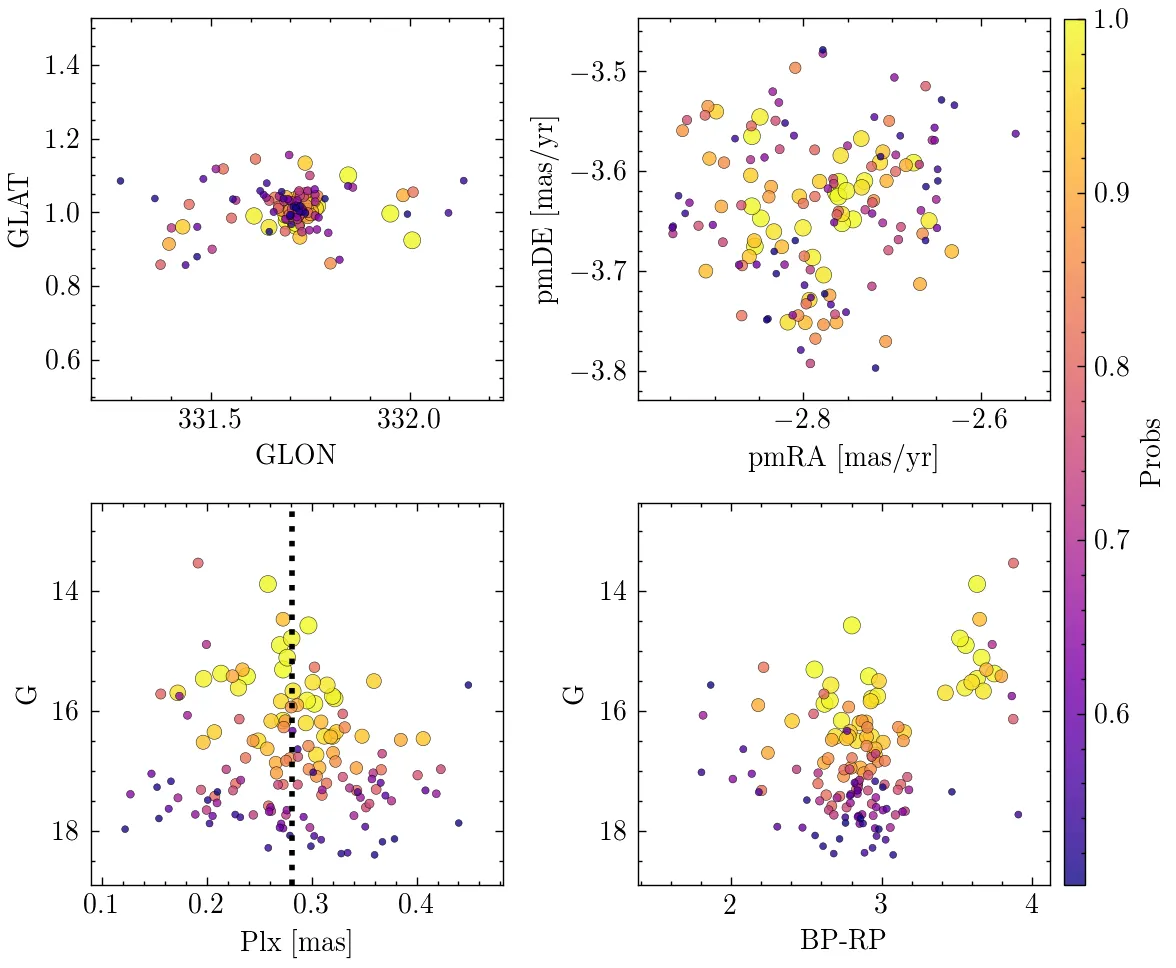 1.4
1.2
1.0
0.8
0.6
GLAT
331.5 332.0
GLON
−3.5
−3.6
−3.7
−3.8
pmDE [mas/yr]
−2.8 −2.6
pmRA [mas/yr]
1.0
0.9
0.8
0.7
0.6
Probs
14
16
18
G
0.1 0.2 0.3 0.4
Plx [mas]
14
16
18
G
2 3 4
BP-RP